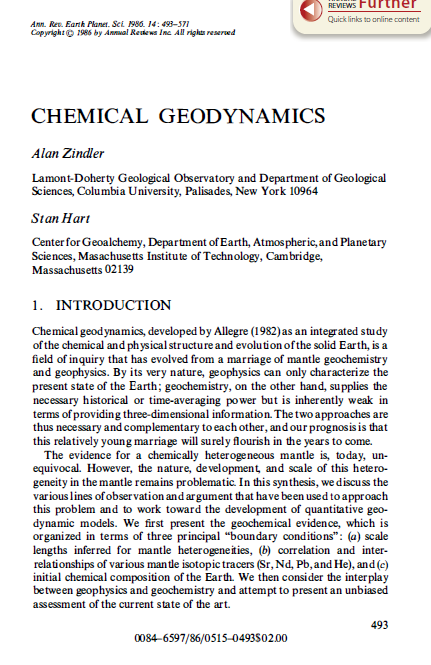 REVIEWS Further
Quick links to online content
Ann. Rev. Earth Planet. Sci. 1986. 14: 493–571
Copyright © 1986 by Annual Reviews Inc. All rights reserved
CHEMICAL GEODYNAMICS
Alan Zindler
Lamont-Doherty Geological Observatory and Department of Geological
Sciences, Columbia University, Palisades, New York 10964
Stan Hart
Center for Geoalchemy, Department of Earth, Atmospheric, and Planetary
Sciences, Masachusetts Institute of Technology, Cambridge,
Massachusetts 02139
1. INTRODUCTION
Chemical geodynamics, developed by Allegre (1982) as an integrated study
of the chemical and physical structure and evolution of the solid Earth, is a
field of inquiry that has evolved from a marriage of mantle geochemistry
and geophysics. By its very nature, geophysics can only characterize the
present state of the Earth; geochemistry, on the other hand, supplies the
necessary historical or time-averaging power but is inherently weak in
terms of providing three-dimensional information. The two approaches are
thus necessary and complementary to each other, and our prognosis is that
this relatively young marriage will surely flourish in the years to come.
The evidence for a chemically heterogeneous mantle is, today, un-
equivocal. However, the nature, development, and scale of this hetero-
geneity in the mantle remains problematic. In this synthesis, we discuss the
various lines of observation and argument that have been used to approach
this problem and to work toward the development of quantitative geo-
dynamic models. We first present the geochemical evidence, which is
organized in terms of three principal “boundary conditions”: (a) scale
lengths inferred for mantle heterogeneities, (b) correlation and inter-
relationships of various mantle isotopic tracers (Sr, Nd, Pb, and He), and (c)
initial chemical composition of the Earth. We then consider the interplay
between geophysics and geochemistry and attempt to present an unbiased
assessment of the current state of the art.
493
0084–6597/86/0515–0493$02.00